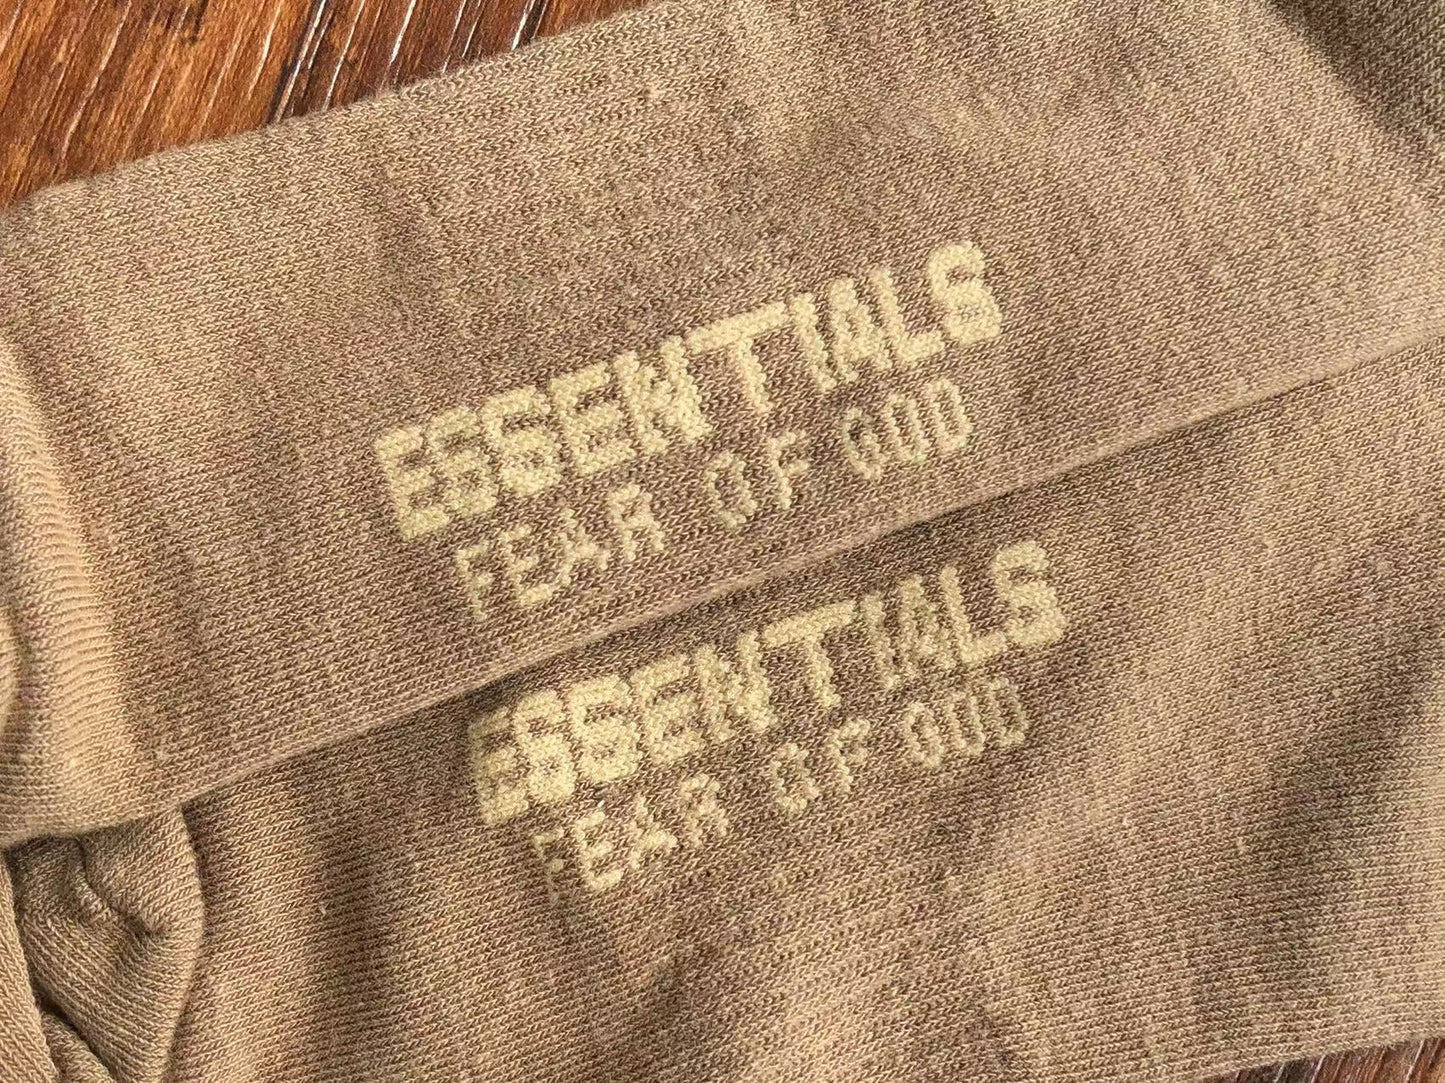 ESSENTIALS
FEAR OF GOD
ESSENTIALS
FEAR OF GOD